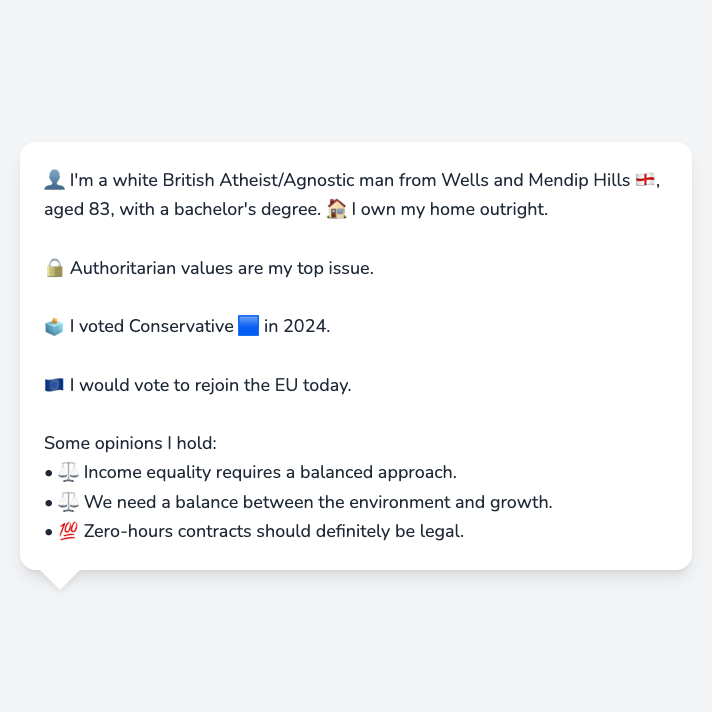 👤 I'm a white British Atheist/Agnostic man from Wells and Mendip Hills 🏴󠁧󠁢󠁥󠁮󠁧󠁿,
aged 83, with a bachelor's degree. 🏠 I own my home outright.
🔒 Authoritarian values are my top issue.
🗳️ I voted Conservative 🟦 in 2024.
🇪🇺 I would vote to rejoin the EU today.
Some opinions I hold:
• ⚖️ Income equality requires a balanced approach.
• ⚖️ We need a balance between the environment and growth.
• 💯 Zero-hours contracts should definitely be legal.